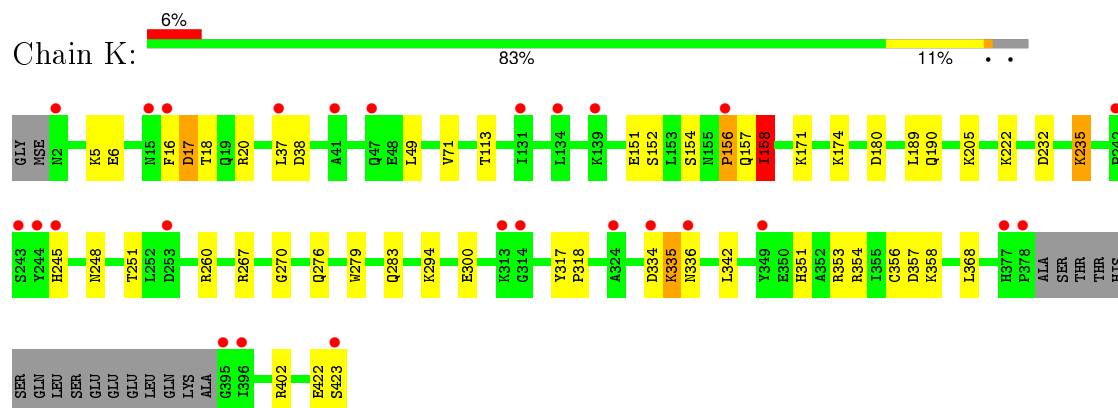 6%
Chain K:
83% 11% • •
GLY MSE N2 K5 E6 N15 F16 D17 T18 Q19 R20 L37 D38 A41 Q47 E48 L49 V71 T113 I131 L134 K139 E151 S152 L153 S154 N155 P156 Q157 I158 K171 K174 D180 L189 Q190 K205 K222 D232 K235 P242
S243 Y244 H245 N248 T251 L252 D253 R260 R267 G270 Q276 W279 Q283 K294 E300 K313 G314 Y317 P318 A324 D334 K335 N336 L342 Y349 E350 H351 A352 R353 R354 I355 C356 D357 K358 L368 H377 P378 ALA SER THR THR HIS
SER GLN LEU SER GLU GLU GLU LEU GLN LYS ALA G395 I396 R402 E422 S423